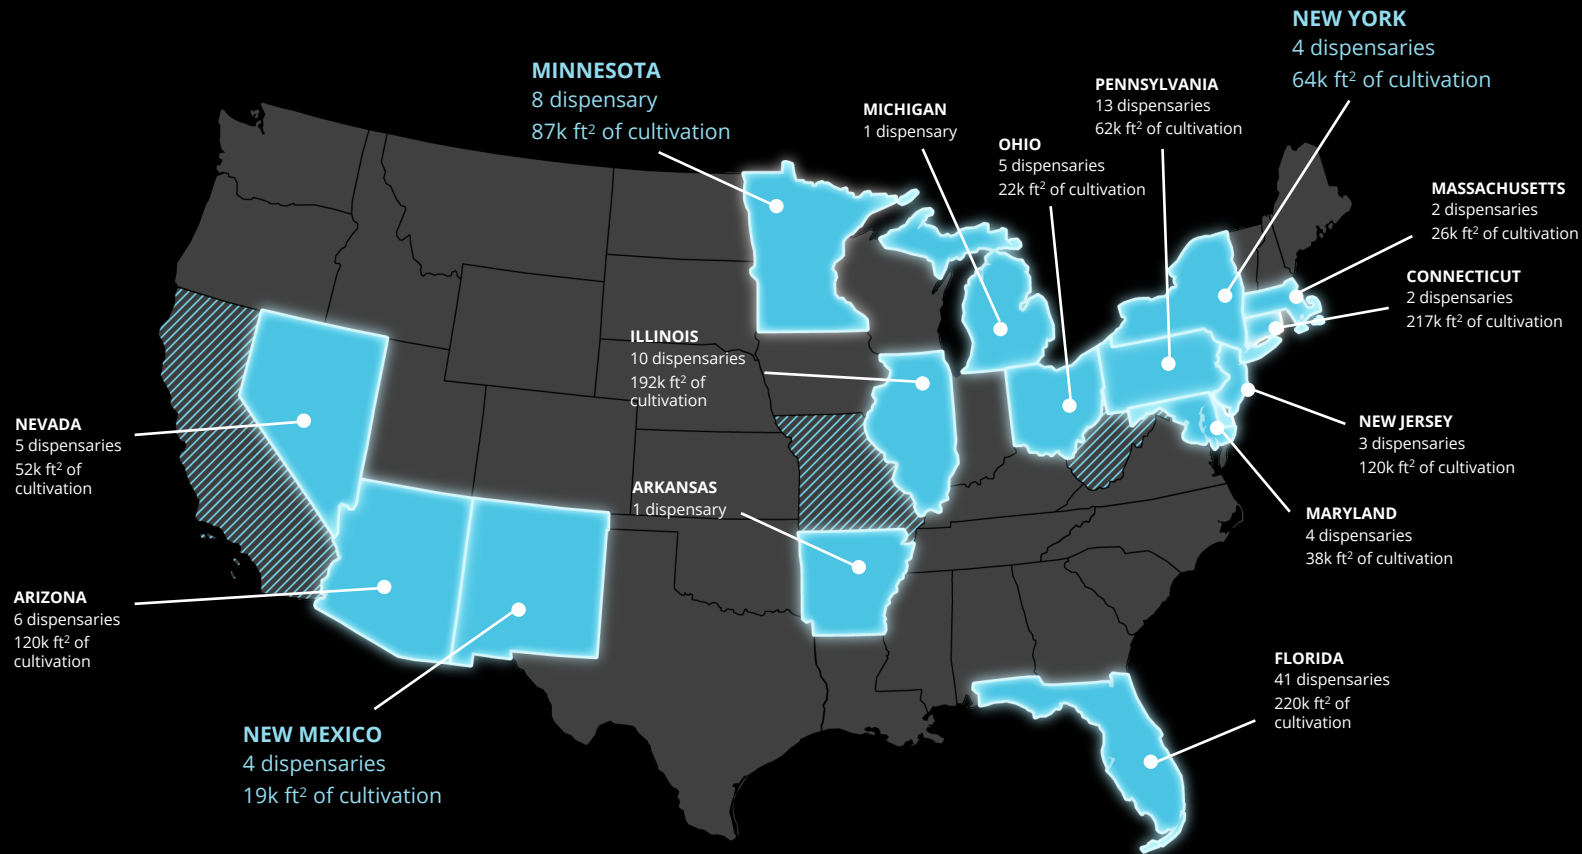 NEW YORK
4 dispensaries
64k ft² of cultivation
MINNESOTA
8 dispensary
87k ft² of cultivation
MICHIGAN
1 dispensary
PENNSYLVANIA
13 dispensaries
62k ft² of cultivation
OHIO
5 dispensaries
22k ft² of cultivation
MASSACHUSETTS
2 dispensaries
26k ft² of cultivation
CONNECTICUT
2 dispensaries
217k ft² of cultivation
ILLINOIS
10 dispensaries
192k ft² of
cultivation
NEVADA
5 dispensaries
52k ft² of
cultivation
NEW JERSEY
3 dispensaries
120k ft² of cultivation
ARKANSAS
1 dispensary
MARYLAND
4 dispensaries
38k ft² of cultivation
ARIZONA
6 dispensaries
120k ft² of
cultivation
FLORIDA
41 dispensaries
220k ft² of
cultivation
NEW MEXICO
4 dispensaries
19k ft² of cultivation